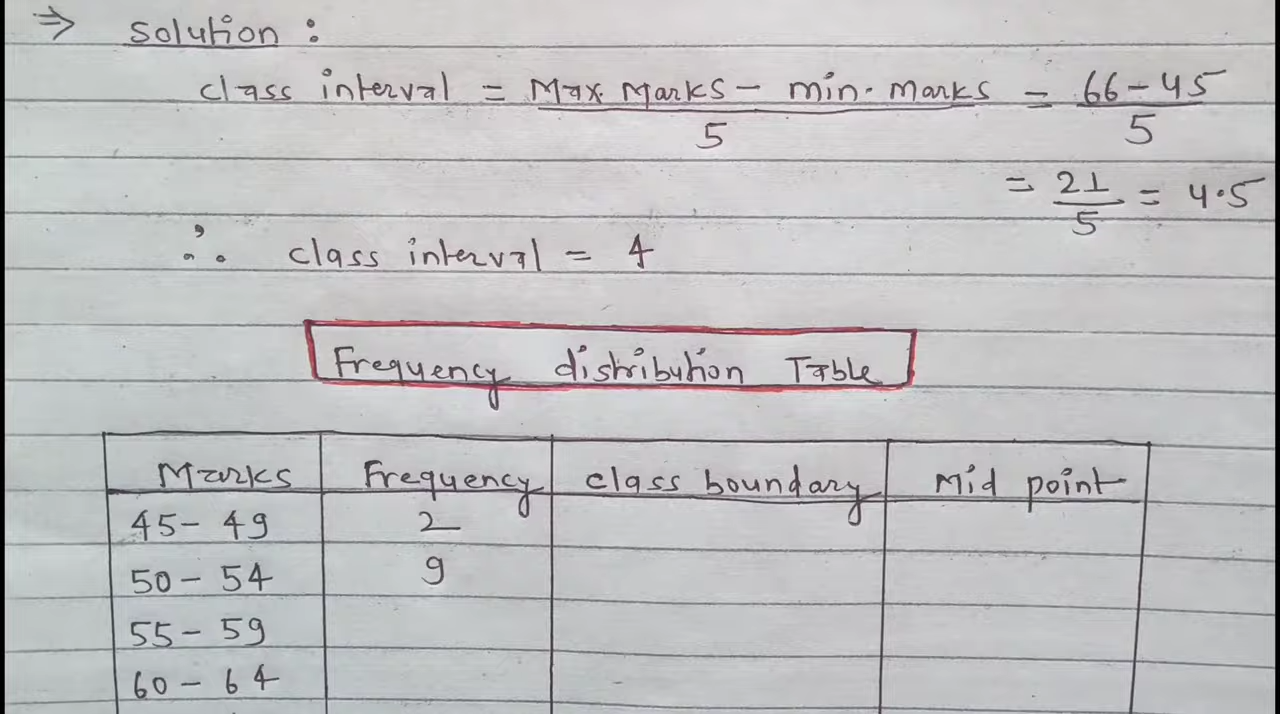 ⇒ Solution :
class interval = Max. Marks - min. marks / 5 = 66-45 / 5
= 21/5 = 4.5
∴ class interval = 4
Frequency distribution Table
Marks Frequency class boundary Mid point
45-49 2
50-54 9
55-59
60-64